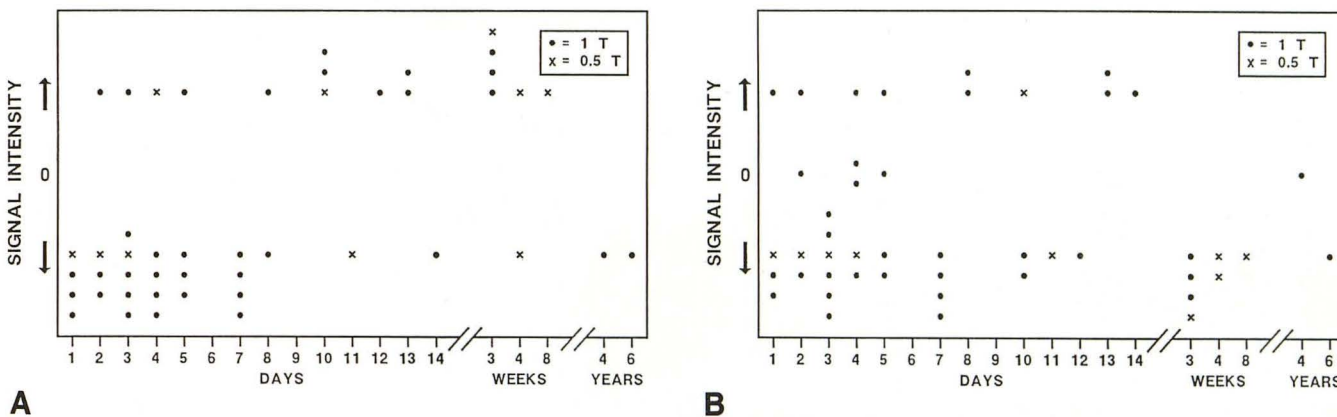 SIGNAL INTENSITY
0
• = 1 T
x = 0.5 T
1 2 3 4 5 6 7 8 9 10 11 12 13 14 3 4 8 4 6
DAYS WEEKS YEARS
A
SIGNAL INTENSITY
0
• = 1 T
x = 0.5 T
1 2 3 4 5 6 7 8 9 10 11 12 13 14 3 4 8 4 6
DAYS WEEKS YEARS
B